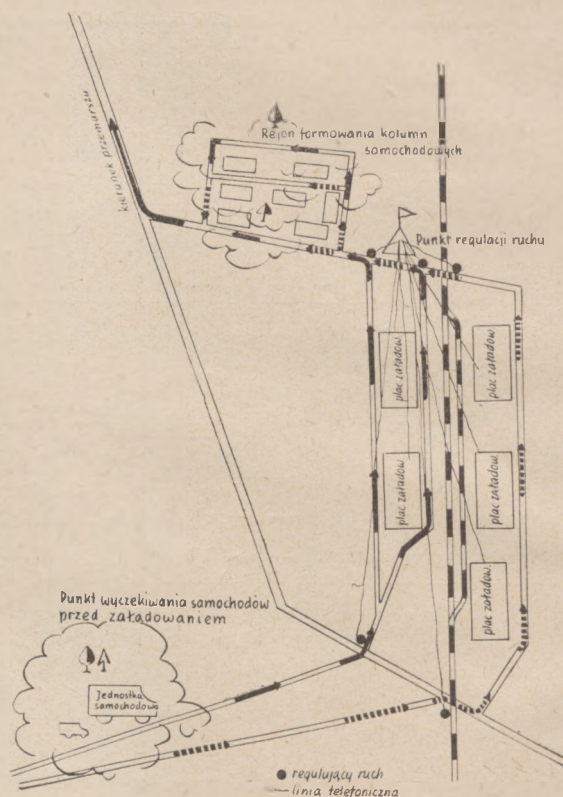 kierunek przemarszu
Rejon formowania kolumn
samochodowych
Punkt regulacji ruchu
plac załadow.
plac załadow.
plac załadow.
plac załadow.
plac załadow.
Punkt wyczekiwania samochodów
przed załadowaniem
Jednostka
samochodowa
regulujący ruch
linia telefoniczna